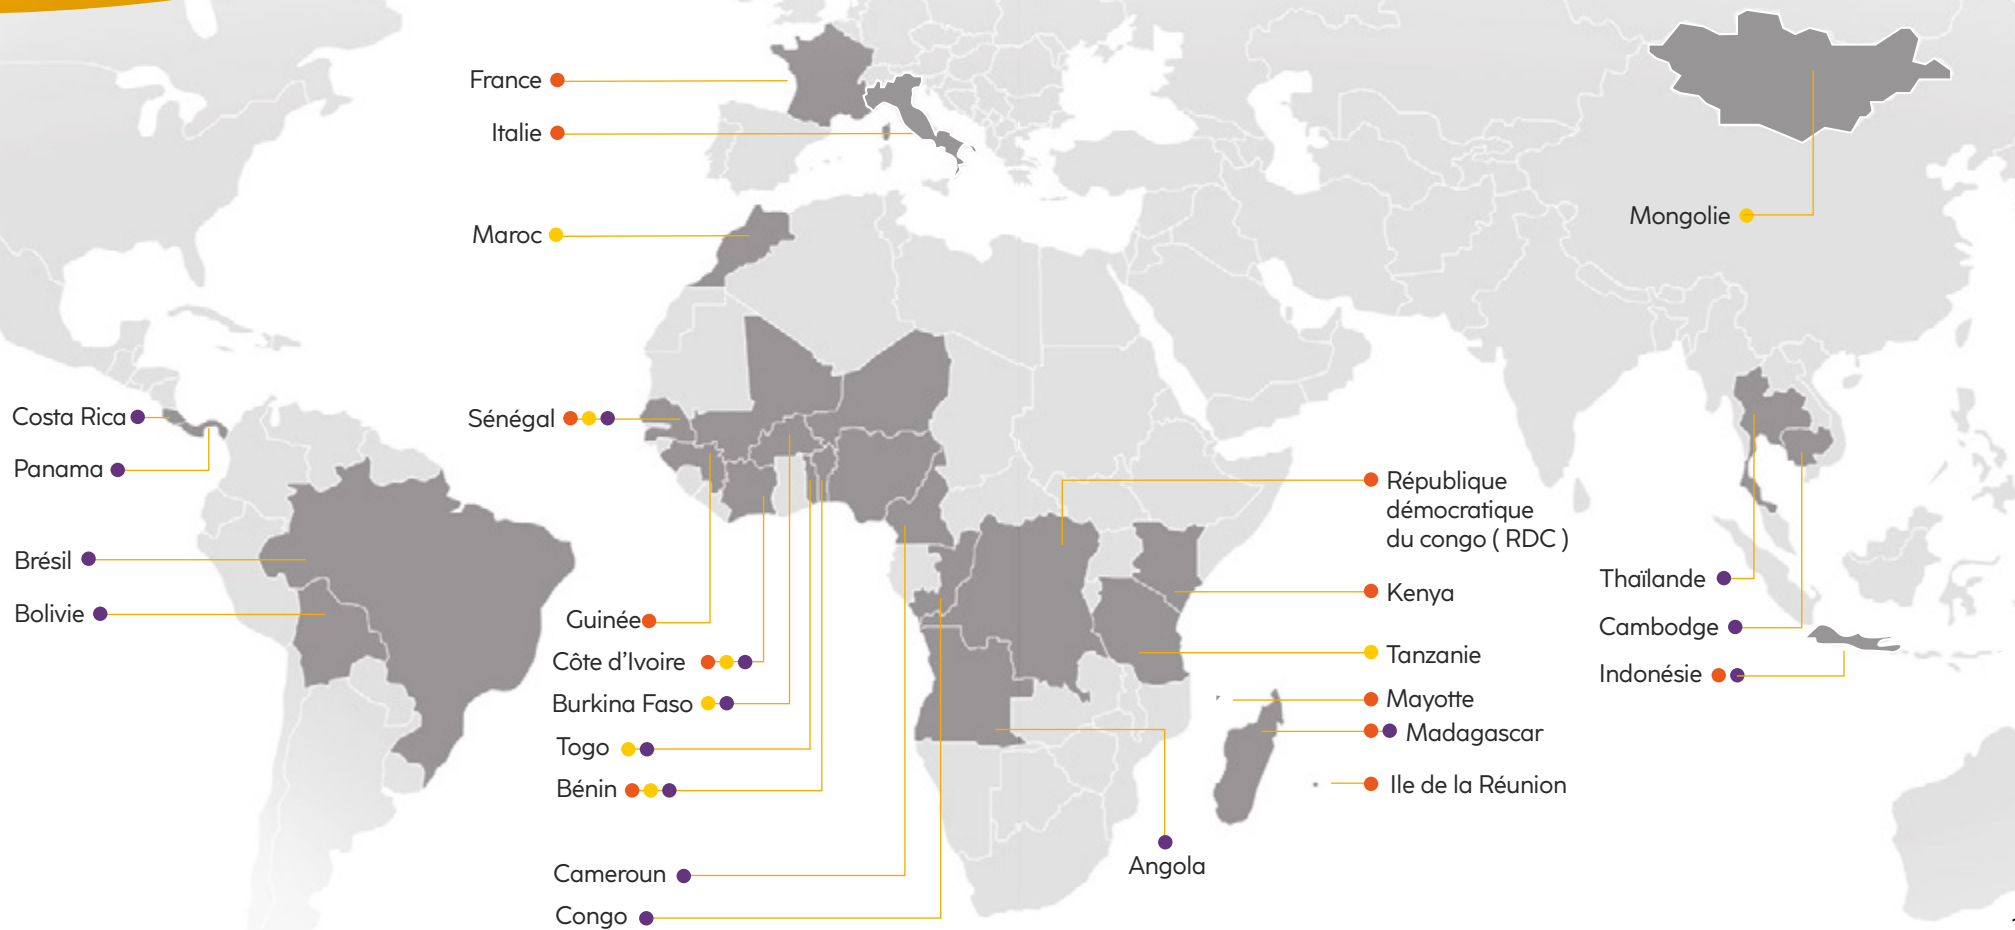 France
Italie
Maroc
Mongolie
Costa Rica
Sénégal
Panama
République
démocratique
du congo ( RDC )
Brésil
Thaïlande
Kenya
Bolivie
Guinée
Cambodge
Côte d'Ivoire
Tanzanie
Indonésie
Burkina Faso
Mayotte
Madagascar
Togo
Bénin
Ile de la Réunion
Cameroun
Angola
Congo